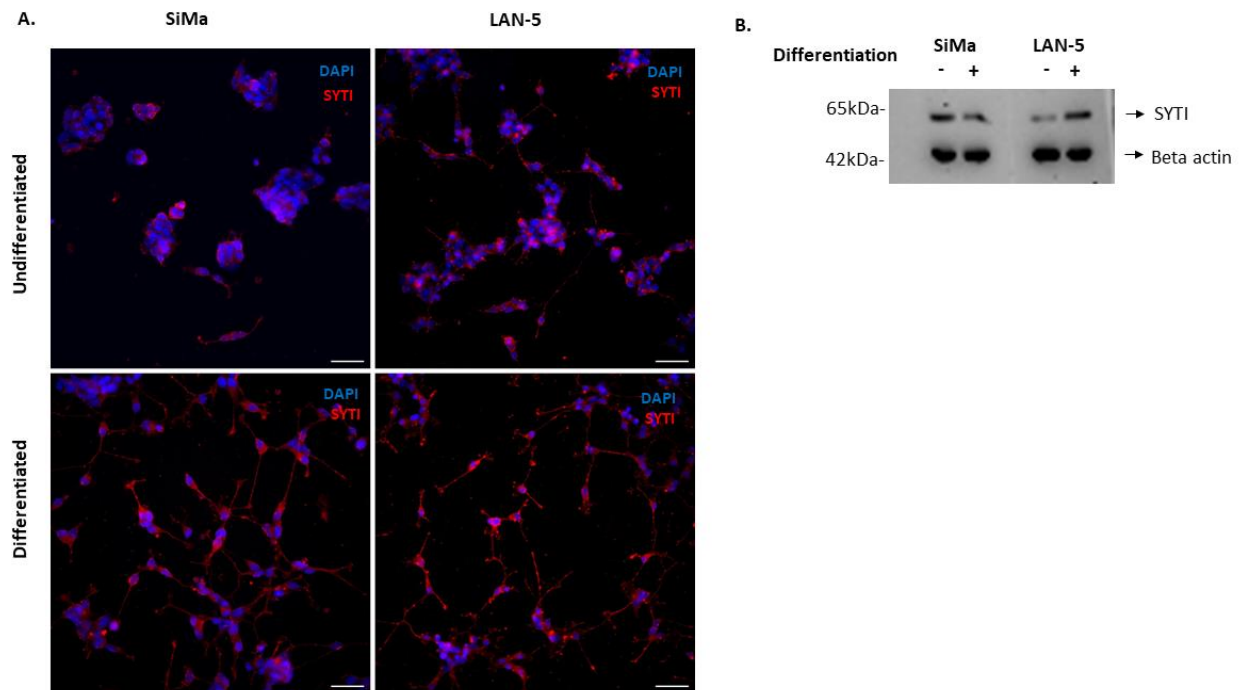 A.
SiMa
LAN-5
Undifferentiated
DAPI
SYTI
DAPI
SYTI
Differentiated
DAPI
SYTI
DAPI
SYTI
B.
SiMa
LAN-5
Differentiation
- + - +
65kDa-
SYTI
42kDa-
Beta actin